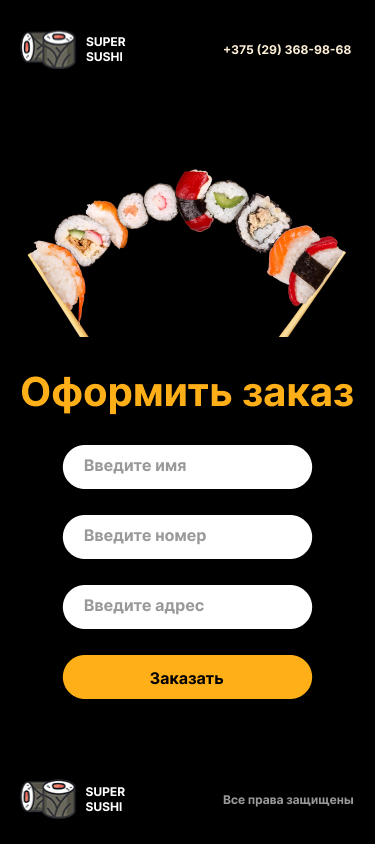 SUPER
SUSHI
+375 (29) 368-98-68
Оформить заказ
Введите имя
Введите номер
Введите адрес
Заказать
SUPER
SUSHI
Все права защищены